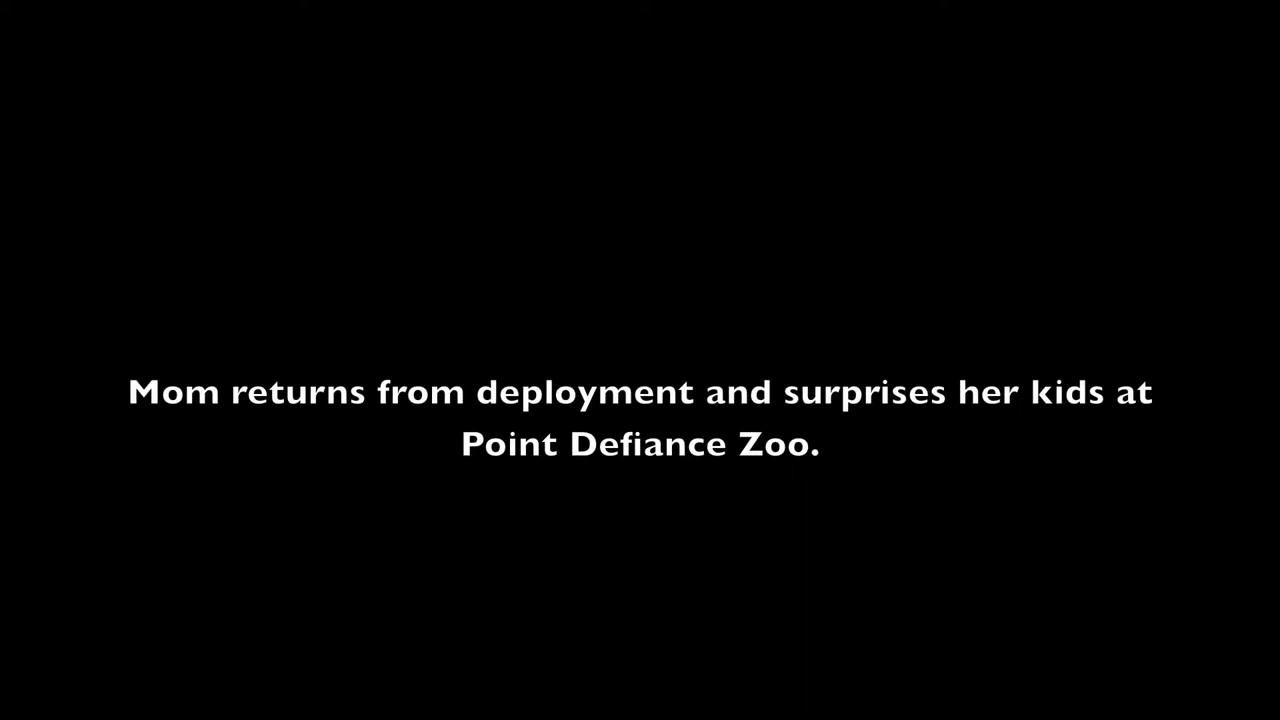 Mom returns from deployment and surprises her kids at
Point Defiance Zoo.